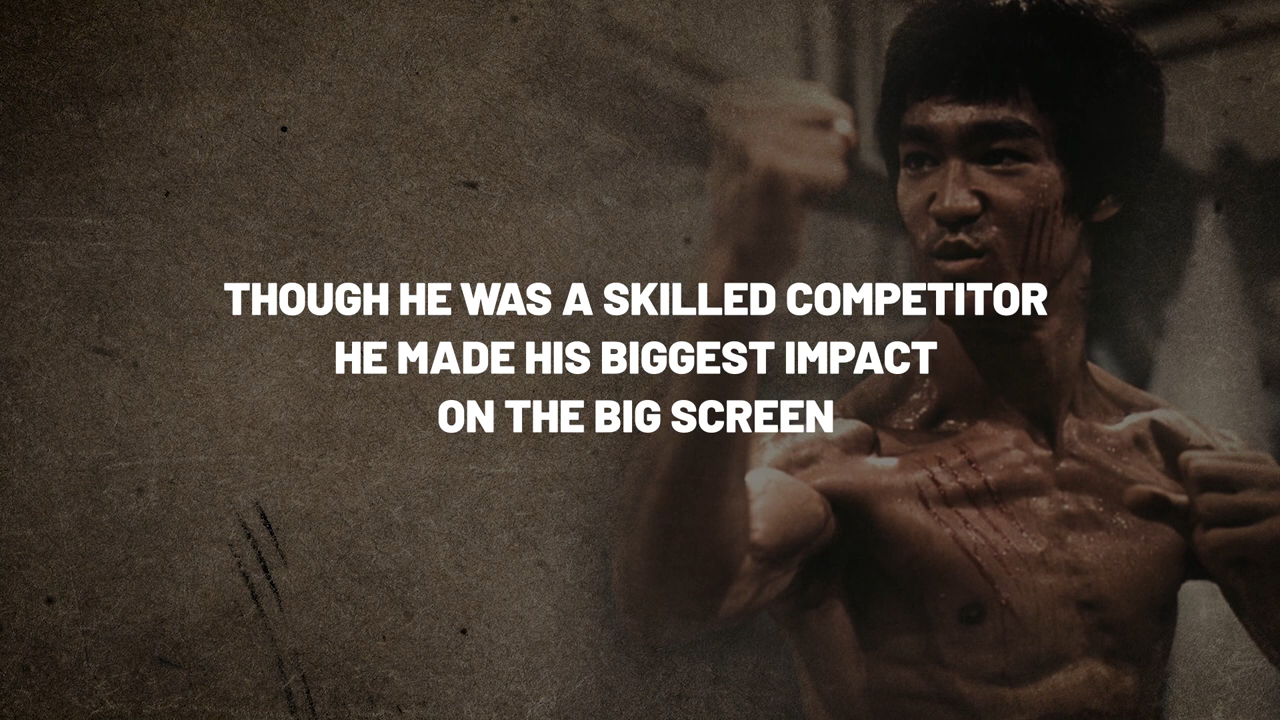 THOUGH HE WAS A SKILLED COMPETITOR
HE MADE HIS BIGGEST IMPACT
ON THE BIG SCREEN